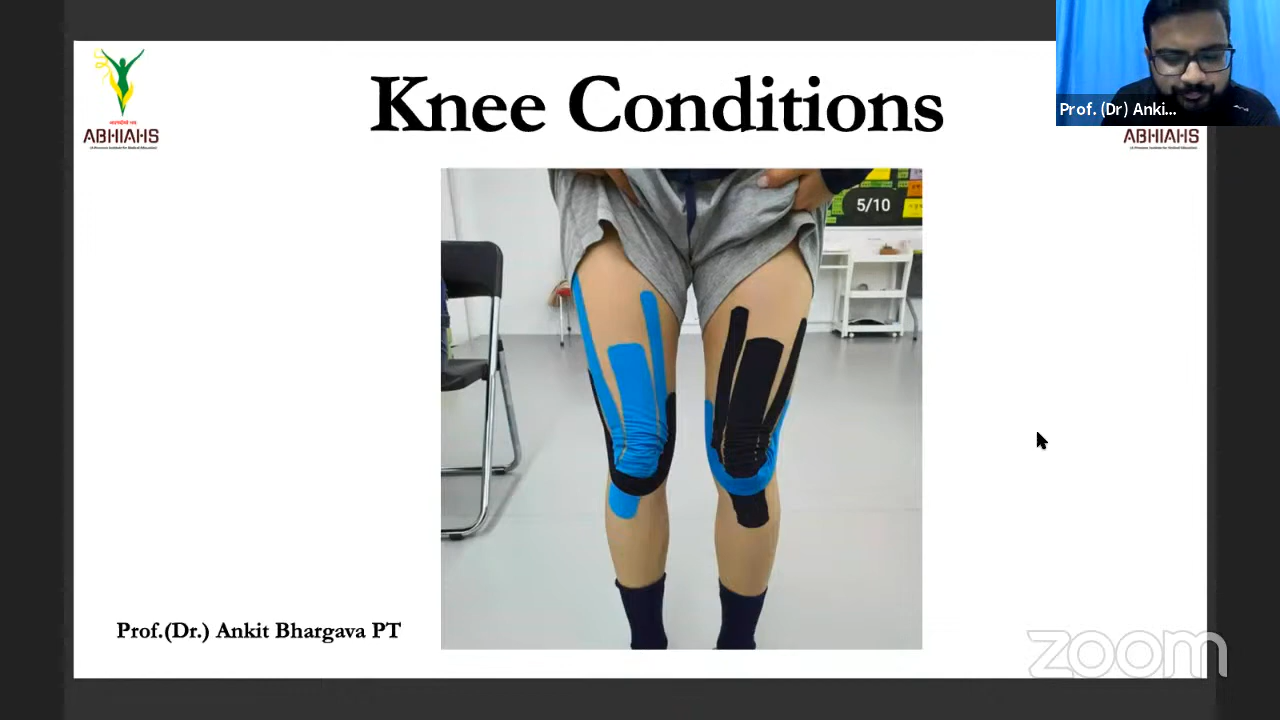 Knee Conditions
Prof. (Dr) Anki...
ABHIAHS
ABHIAHS
5/10
Prof.(Dr.) Ankit Bhargava PT
zoom